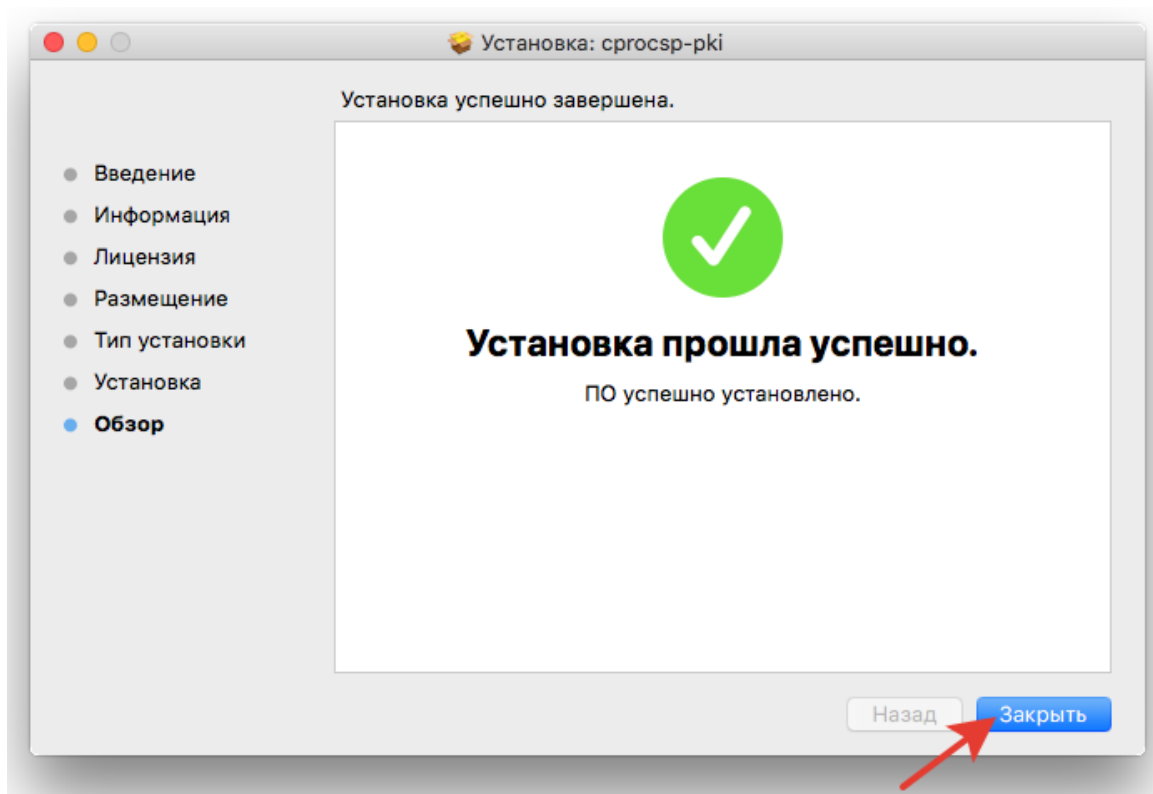 Установка: cprocsp-pki
Установка успешно завершена.
Введение
Информация
Лицензия
Размещение
Тип установки
Установка
Обзор
Установка прошла успешно.
ПО успешно установлено.
Назад
Закрыть